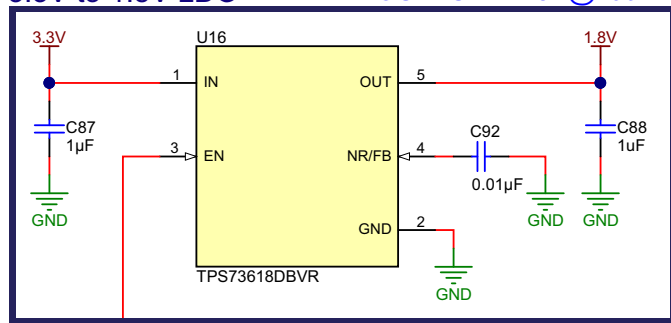 3.3V
U16
1.8V
1
IN
OUT
5
C87
1µF
3
EN
NR/FB
4
C92
0.01µF
C88
1uF
GND
GND
2
GND
GND
GND
TPS73618DBVR